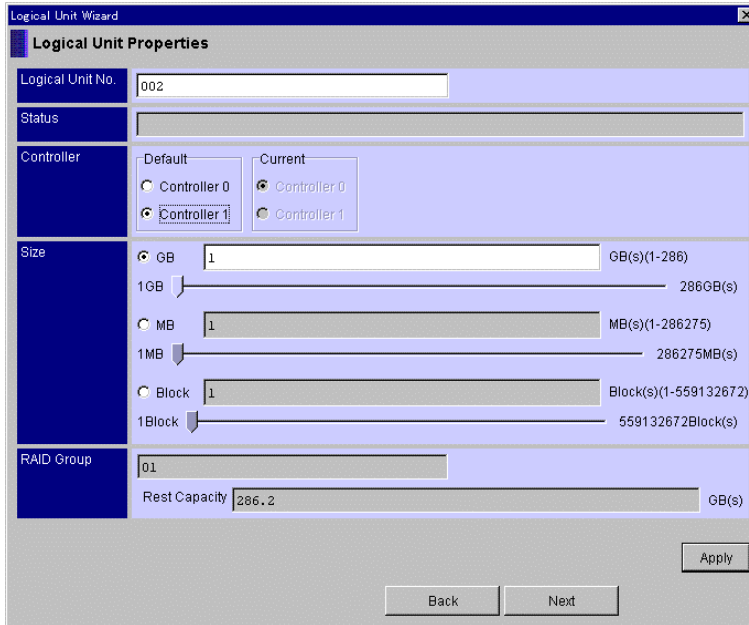 Logical Unit Wizard
Logical Unit Properties
Logical Unit No. 002
Status
Controller Default Current
Controller 0 Controller 0
Controller 1 Controller 1
Size GB 1 GB(s)(1-286)
1GB 286GB(s)
MB 1 MB(s)(1-286275)
1MB 286275MB(s)
Block 1 Block(s)(1-559132672)
1Block 559132672Block(s)
RAID Group 01
Rest Capacity 286.2 GB(s)
Apply
Back Next